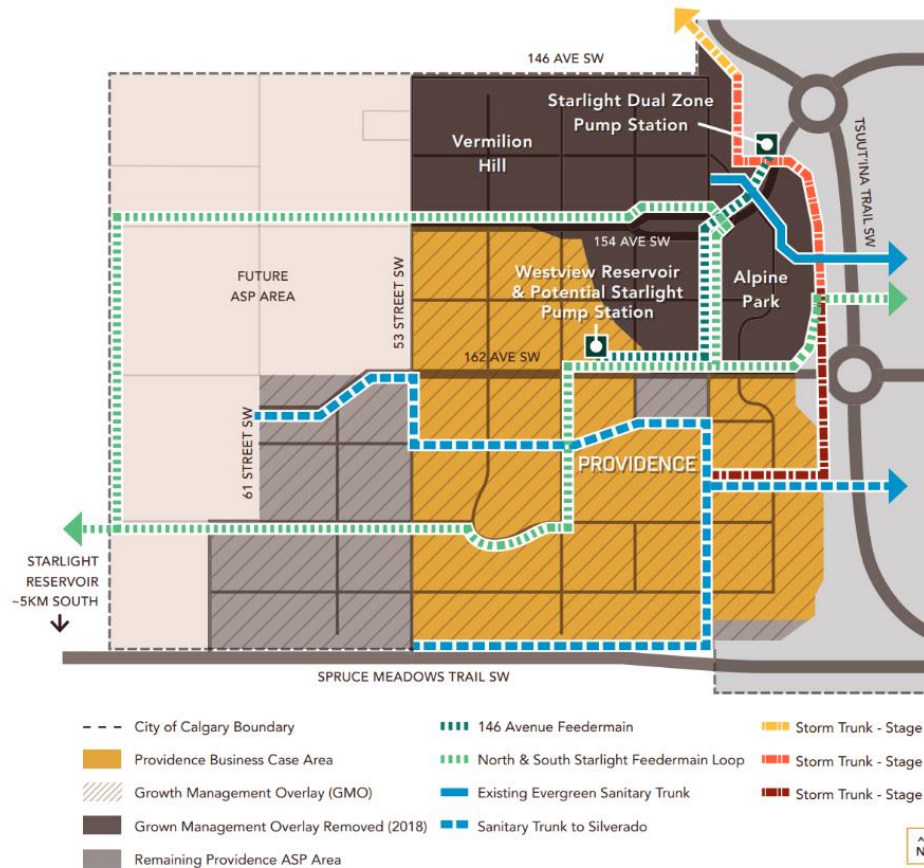 146 AVE SW
Starlight Dual Zone
Pump Station
Vermilion
Hill
TSUUT'INA TRAIL SW
154 AVE SW
FUTURE
ASP AREA
53 STREET SW
Westview Reservoir
& Potential Starlight
Pump Station
Alpine
Park
162 AVE SW
61 STREET SW
PROVIDENCE
STARLIGHT
RESERVOIR
~5KM SOUTH
SPRUCE MEADOWS TRAIL SW
City of Calgary Boundary
Providence Business Case Area
Growth Management Overlay (GMO)
Grown Management Overlay Removed (2018)
Remaining Providence ASP Area
146 Avenue Feedermain
North & South Starlight Feedermain Loop
Existing Evergreen Sanitary Trunk
Sanitary Trunk to Silverado
Storm Trunk - Stage
Storm Trunk - Stage
Storm Trunk - Stage
N